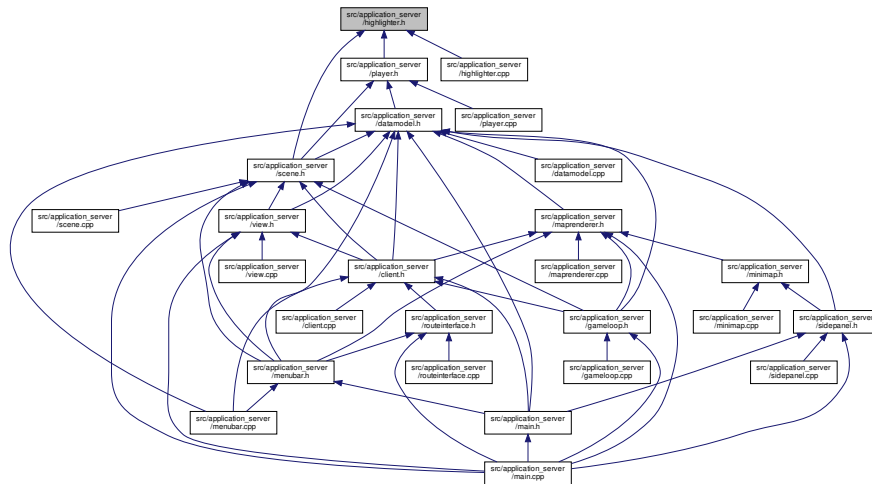 src/application_server
/highlighter.h
src/application_server
/player.h
src/application_server
/highlighter.cpp
src/application_server
/datamodel.h
src/application_server
/player.cpp
src/application_server
/scene.h
src/application_server
/datamodel.cpp
src/application_server
/scene.cpp
src/application_server
/view.h
src/application_server
/maprenderer.h
src/application_server
/view.cpp
src/application_server
/client.h
src/application_server
/maprenderer.cpp
src/application_server
/minimap.h
src/application_server
/client.cpp
src/application_server
/routeinterface.h
src/application_server
/gameloop.h
src/application_server
/minimap.cpp
src/application_server
/sidepanel.h
src/application_server
/menubar.h
src/application_server
/routeinterface.cpp
src/application_server
/gameloop.cpp
src/application_server
/sidepanel.cpp
src/application_server
/menubar.cpp
src/application_server
/main.h
src/application_server
/main.cpp